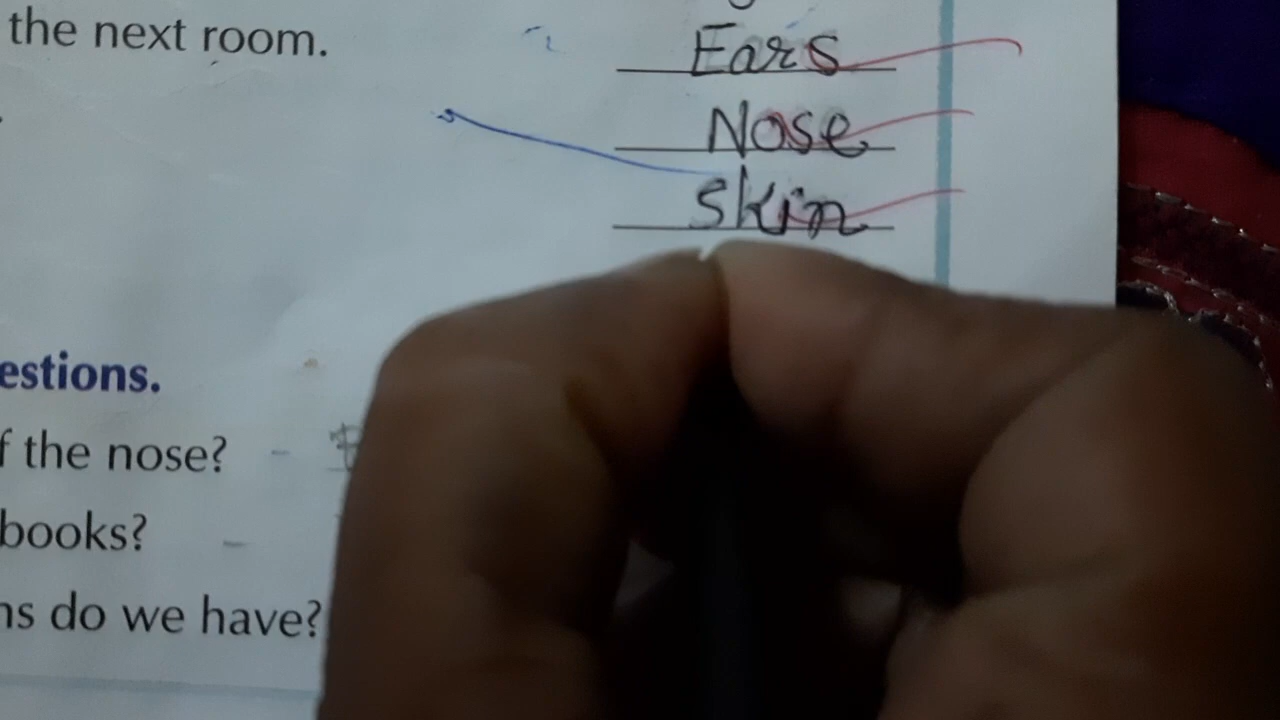 the next room.
Ears
Nose
Skin
estions.
f the nose?
books?
ns do we have?